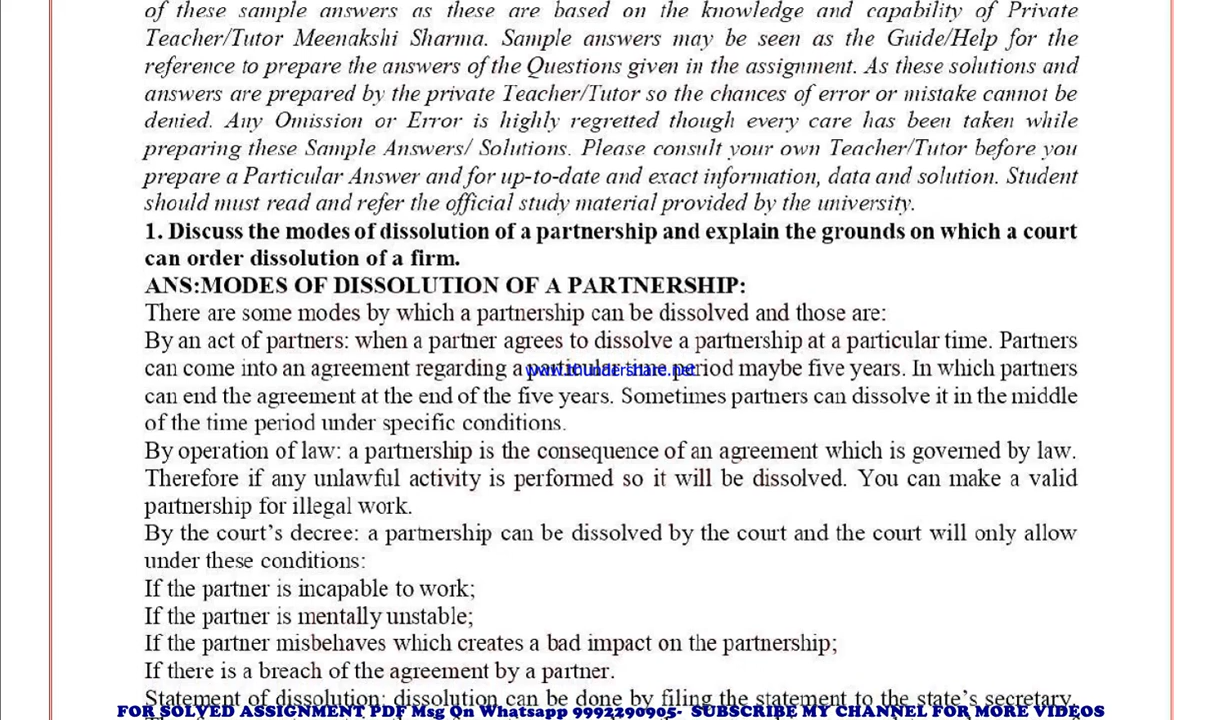 of these sample answers as these are based on the knowledge and capability of Private
Teacher/Tutor Meenakshi Sharma. Sample answers may be seen as the Guide/Help for the
reference to prepare the answers of the Questions given in the assignment. As these solutions and
answers are prepared by the private Teacher/Tutor so the chances of error or mistake cannot be
denied. Any Omission or Error is highly regretted though every care has been taken while
preparing these Sample Answers/ Solutions. Please consult your own Teacher/Tutor before you
prepare a Particular Answer and for up-to-date and exact information, data and solution. Student
should must read and refer the official study material provided by the university.
1. Discuss the modes of dissolution of a partnership and explain the grounds on which a court
can order dissolution of a firm.
ANS:MODES OF DISSOLUTION OF A PARTNERSHIP:
There are some modes by which a partnership can be dissolved and those are:
By an act of partners: when a partner agrees to dissolve a partnership at a particular time. Partners
can come into an agreement regarding a particular time period maybe five years. In which partners
www.thundershare.net
can end the agreement at the end of the five years. Sometimes partners can dissolve it in the middle
of the time period under specific conditions.
By operation of law: a partnership is the consequence of an agreement which is governed by law.
Therefore if any unlawful activity is performed so it will be dissolved. You can make a valid
partnership for illegal work.
By the court's decree: a partnership can be dissolved by the court and the court will only allow
under these conditions:
If the partner is incapable to work;
If the partner is mentally unstable;
If the partner misbehaves which creates a bad impact on the partnership;
If there is a breach of the agreement by a partner.
Statement of dissolution: dissolution can be done by filing the statement to the state's secretary.
FOR SOLVED ASSIGNMENT PDF Msg On Whatsapp 9992290905- SUBSCRIBE MY CHANNEL FOR MORE VIDEOS